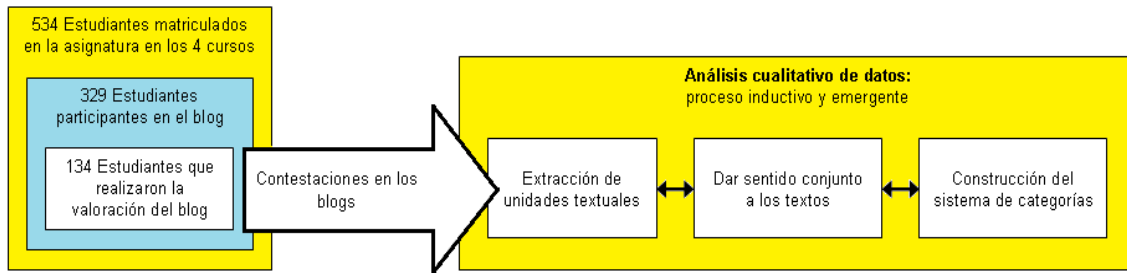 534 Estudiantes matriculados
en la asignatura en los 4 cursos
329 Estudiantes
participantes en el blog
134 Estudiantes que
realizaron la
valoración del blog
Contestaciones en los
blogs
Análisis cualitativo de datos:
proceso inductivo y emergente
Extracción de
unidades textuales
Dar sentido conjunto
a los textos
Construcción del
sistema de categorías